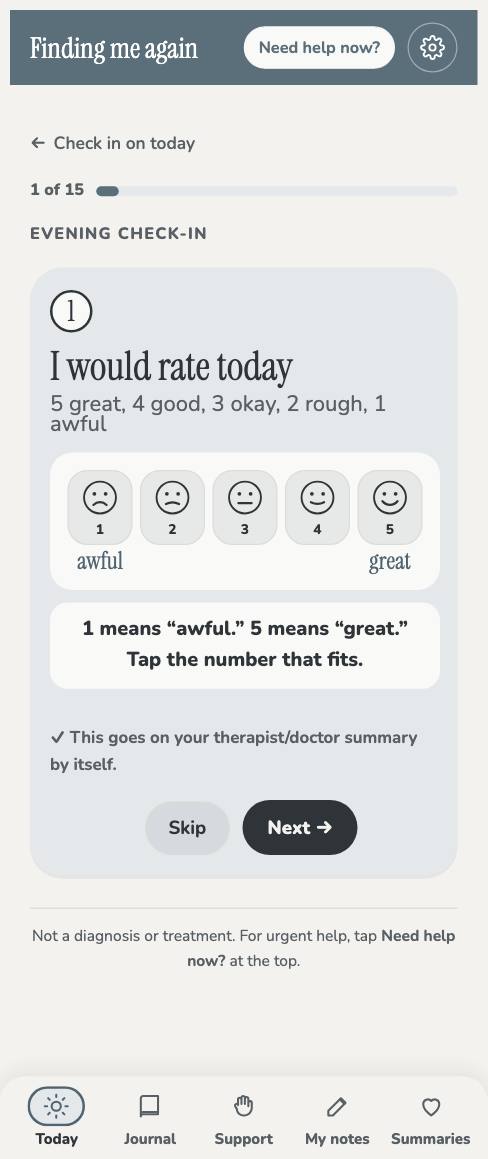 Finding me again
Need help now?
← Check in on today
1 of 15
EVENING CHECK-IN
1
I would rate today
5 great, 4 good, 3 okay, 2 rough, 1
awful
1 2 3 4 5
awful great
1 means “awful.” 5 means “great.”
Tap the number that fits.
✓ This goes on your therapist/doctor summary
by itself.
Skip Next →
Not a diagnosis or treatment. For urgent help, tap Need help
now? at the top.
Today Journal Support My notes Summaries